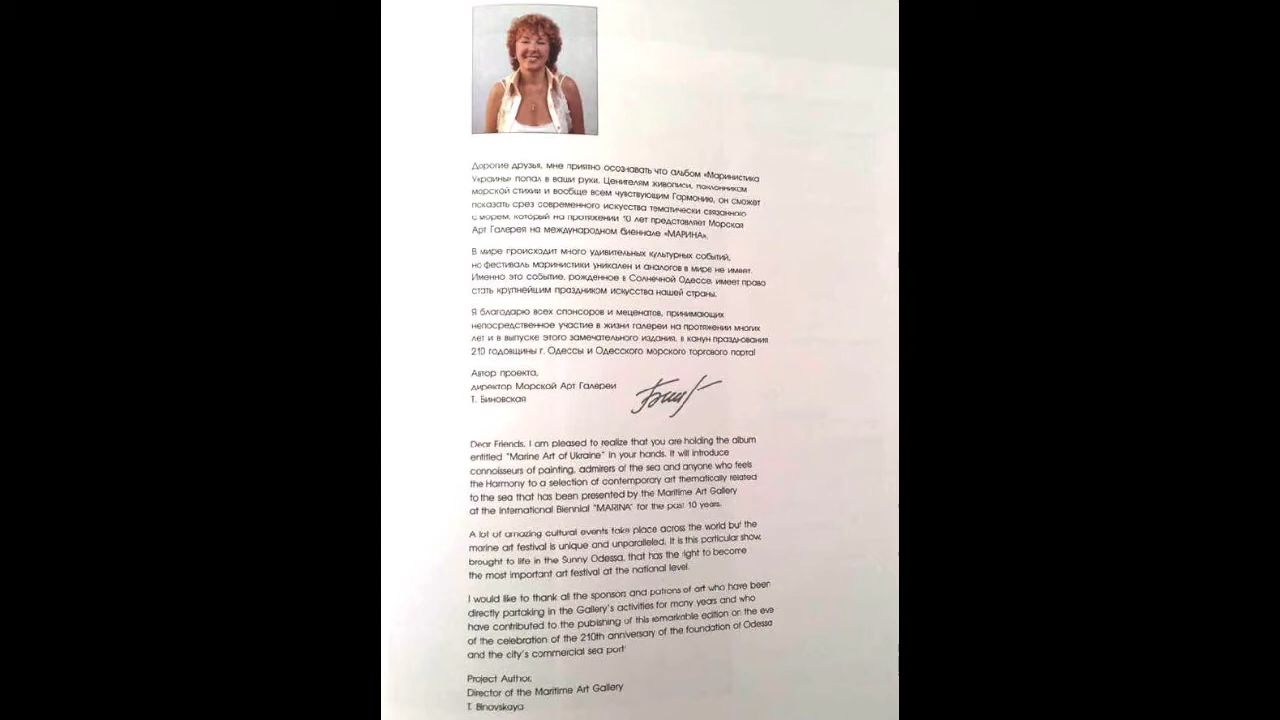 Дорогие друзья, мне приятно осознавать что альбом «Маринистика
Украины» попал в ваши руки. Ценителям живописи, поклонникам
морской стихии и вообще всем чувствующим Гармонию, он сможет
показать срез современного искусства тематически связанного
с морем, который на протяжении 10 лет представляет Морская
Арт Галерея на международном биеннале «МАРИНА».
В мире происходит много удивительных культурных событий,
но фестиваль маринистики уникален и аналогов в мире не имеет.
Именно это событие, рожденное в Солнечной Одессе, имеет право
стать крупнейшим праздником искусства нашей страны.
Я благодарю всех спонсоров и меценатов, принимающих
непосредственное участие в жизни галереи на протяжении многих
лет и в выпуске этого замечательного издания, в канун празднования
210 годовщины г. Одессы и Одесского морского торгового порта!
Автор проекта,
директор Морской Арт Галереи
Т. Биновская
Dear Friends, I am pleased to realize that you are holding the album
entitled "Marine Art of Ukraine" in your hands. It will introduce
connoisseurs of painting, admirers of the sea and anyone who feels
the Harmony to a selection of contemporary art thematically related
to the sea that has been presented by the Maritime Art Gallery
at the International Biennial "MARINA" for the past 10 years.
A lot of amazing cultural events take place across the world but the
marine art festival is unique and unparalleled. It is this particular show,
brought to life in the Sunny Odessa, that has the right to become
the most important art festival at the national level.
I would like to thank all the sponsors and patrons of art who have been
directly partaking in the Gallery's activities for many years and who
have contributed to the pubishing of this remarkable edition on the eve
of the celebration of the 210th anniversary of the foundation of Odessa
and the city's commercial sea port!
Project Author,
Director of the Maritime Art Gallery
T. Binovskaya